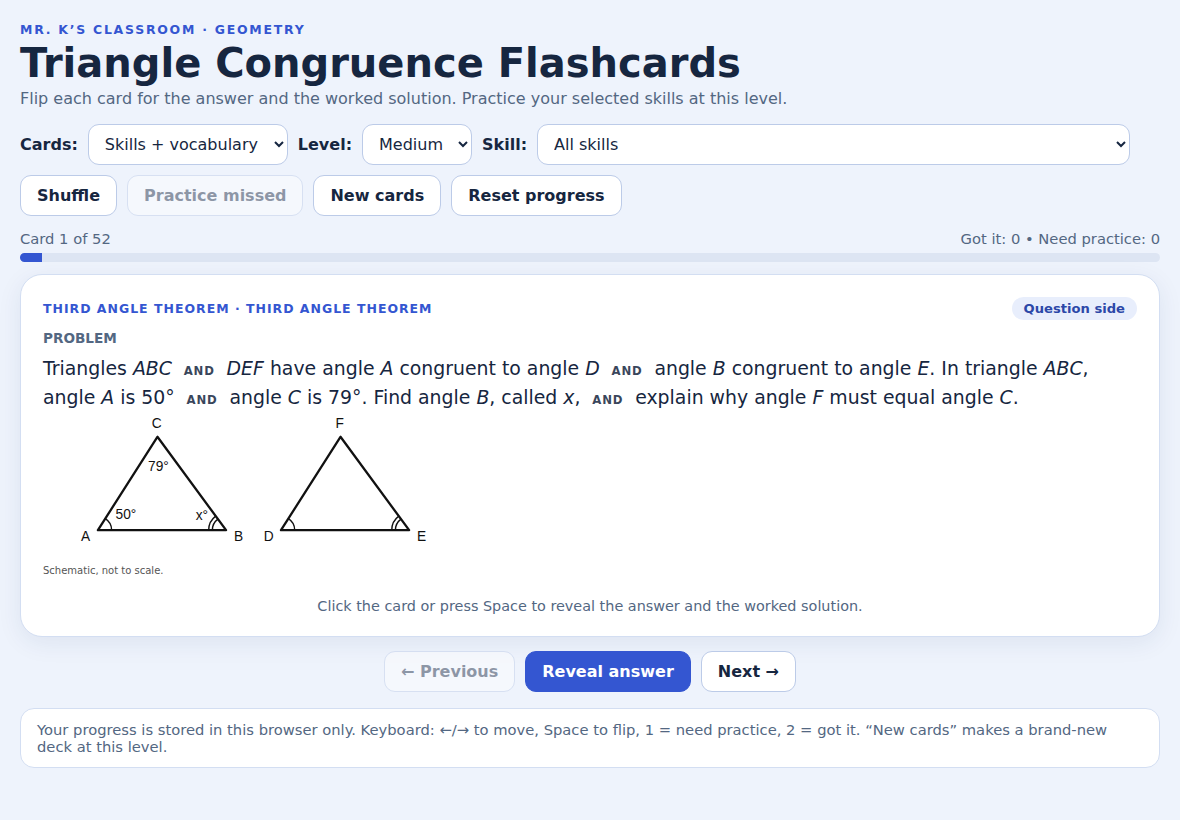 MR. K’S CLASSROOM · GEOMETRY
Triangle Congruence Flashcards
Flip each card for the answer and the worked solution. Practice your selected skills at this level.
Cards: Skills + vocabulary Level: Medium Skill: All skills
Shuffle Practice missed New cards Reset progress
Card 1 of 52 Got it: 0 • Need practice: 0
THIRD ANGLE THEOREM · THIRD ANGLE THEOREM Question side
PROBLEM
Triangles ABC AND DEF have angle A congruent to angle D AND angle B congruent to angle E. In triangle ABC,
angle A is 50° AND angle C is 79°. Find angle B, called x, AND explain why angle F must equal angle C.
C F
79°
50° x°
A B D E
Schematic, not to scale.
Click the card or press Space to reveal the answer and the worked solution.
← Previous Reveal answer Next →
Your progress is stored in this browser only. Keyboard: ←/→ to move, Space to flip, 1 = need practice, 2 = got it. “New cards” makes a brand-new
deck at this level.